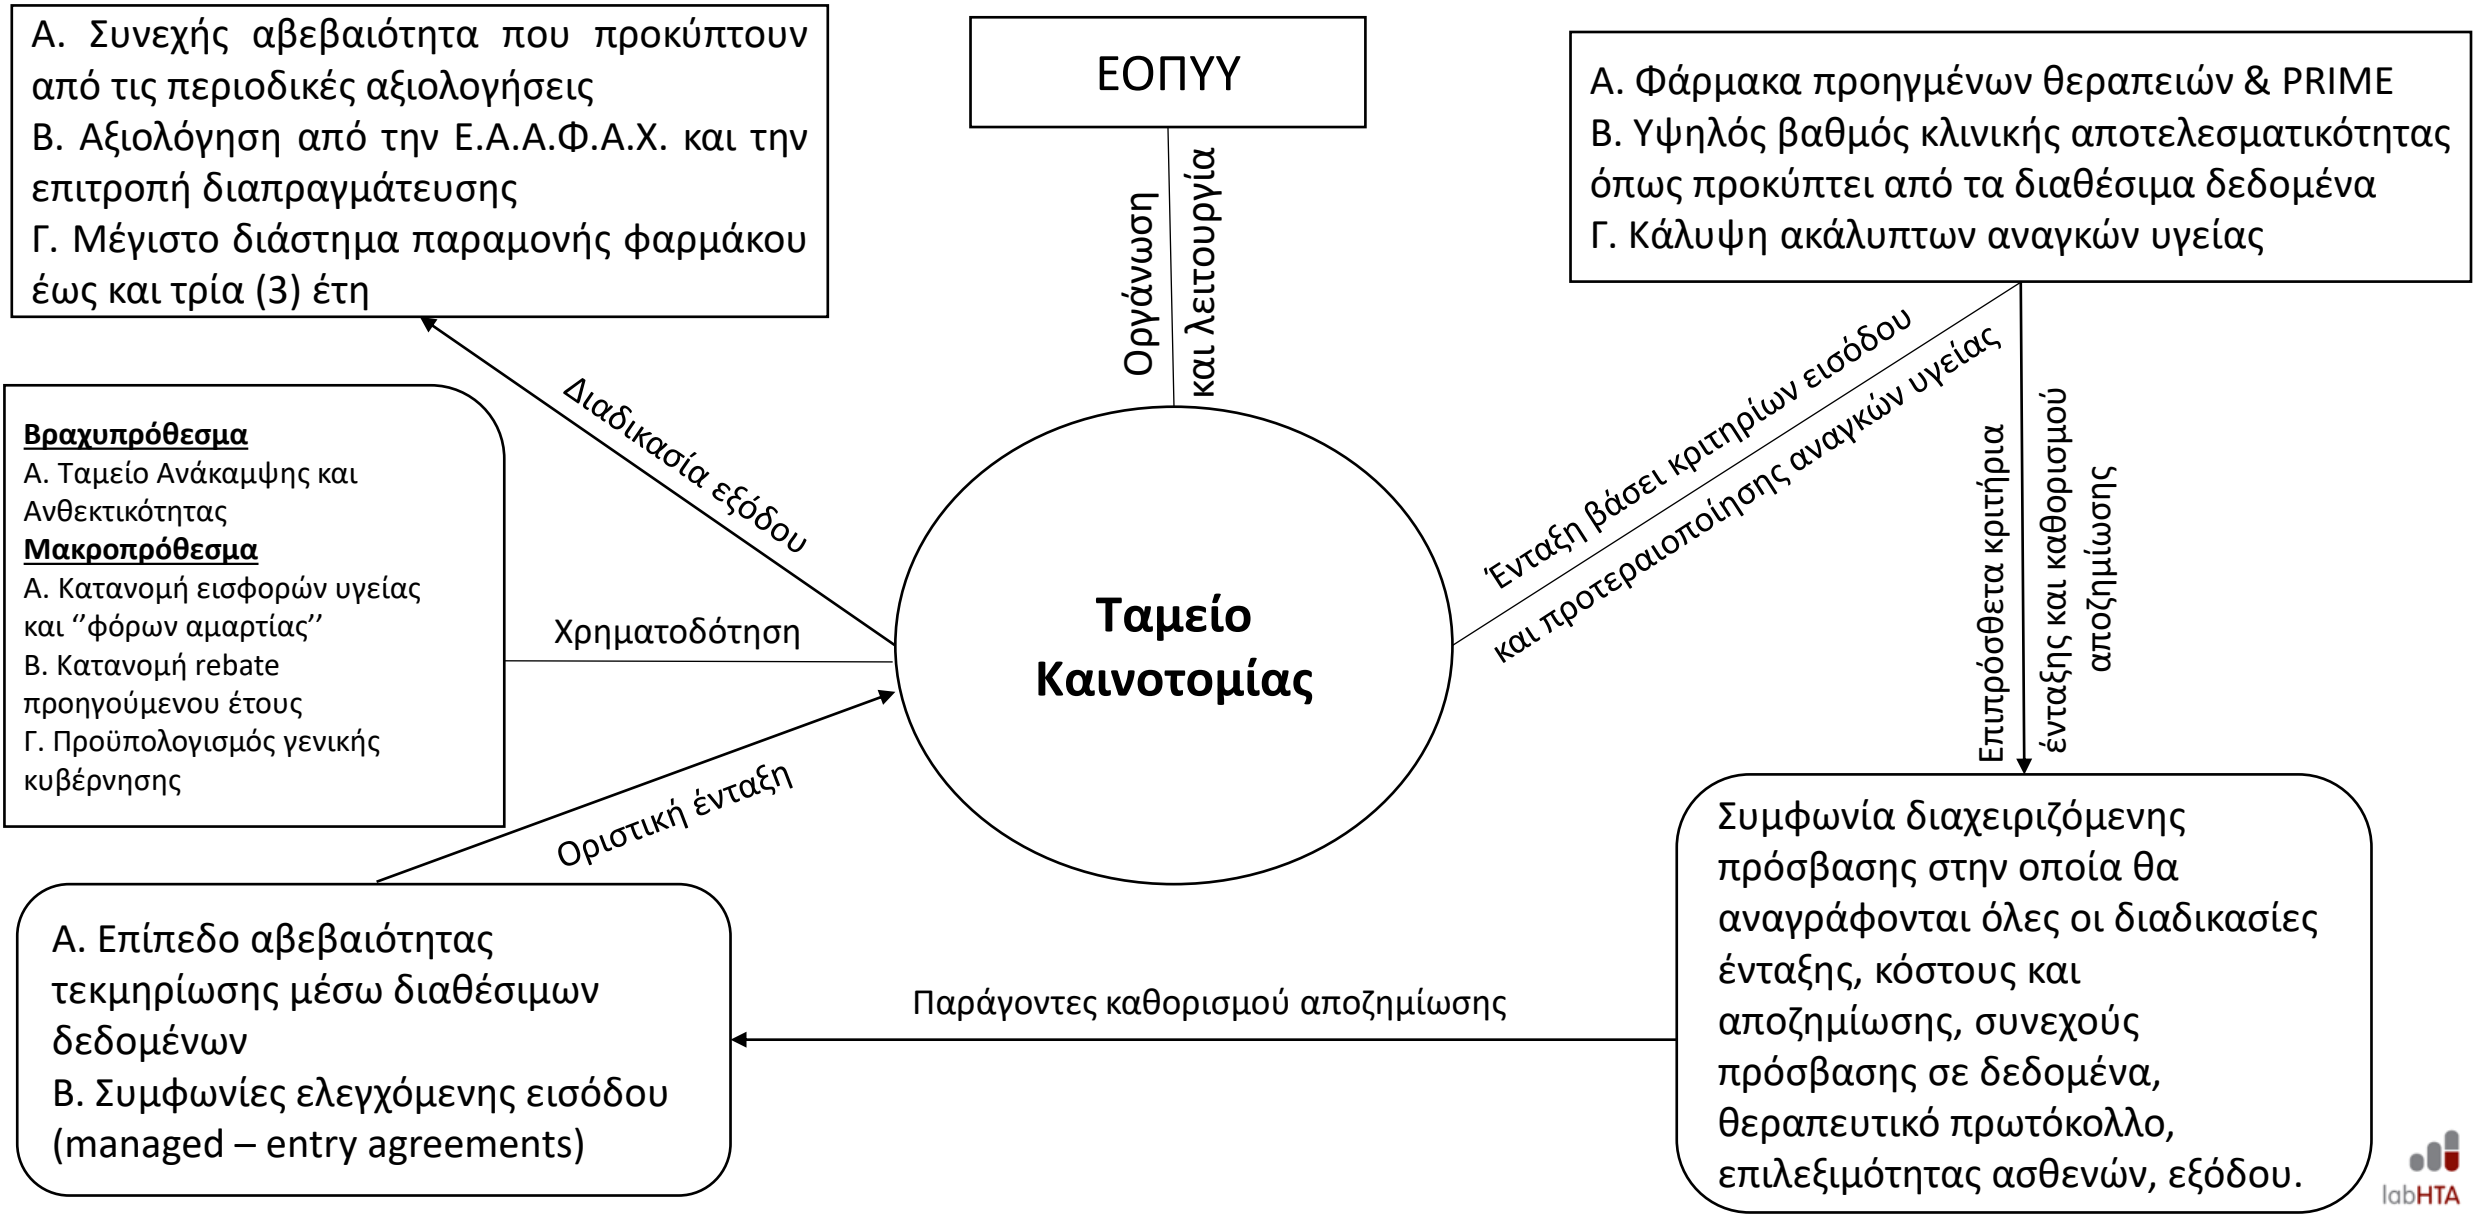 Α. Συνεχής αβεβαιότητα που προκύπτουν
από τις περιοδικές αξιολογήσεις
Β. Αξιολόγηση από την Ε.Α.Α.Φ.Α.Χ. και την
επιτροπή διαπραγμάτευσης
Γ. Μέγιστο διάστημα παραμονής φαρμάκου
έως και τρία (3) έτη
ΕΟΠΥΥ
Α. Φάρμακα προηγμένων θεραπειών & PRIME
Β. Υψηλός βαθμός κλινικής αποτελεσματικότητας
όπως προκύπτει από τα διαθέσιμα δεδομένα
Γ. Κάλυψη ακάλυπτων αναγκών υγείας
Οργάνωση
και λειτουργία
Διαδικασία εξόδου
Ένταξη βάσει κριτηρίων εισόδου
και προτεραιοποίησης αναγκών υγείας
Επιπρόσθετα κριτήρια
ένταξης και καθορισμού
αποζημίωσης
Βραχυπρόθεσμα
Α. Ταμείο Ανάκαμψης και
Ανθεκτικότητας
Μακροπρόθεσμα
Α. Κατανομή εισφορών υγείας
και ‘’φόρων αμαρτίας’’
Β. Κατανομή rebate
προηγούμενου έτους
Γ. Προϋπολογισμός γενικής
κυβέρνησης
Χρηματοδότηση
Ταμείο
Καινοτομίας
Οριστική ένταξη
Α. Επίπεδο αβεβαιότητας
τεκμηρίωσης μέσω διαθέσιμων
δεδομένων
Β. Συμφωνίες ελεγχόμενης εισόδου
(managed – entry agreements)
Παράγοντες καθορισμού αποζημίωσης
Συμφωνία διαχειριζόμενης
πρόσβασης στην οποία θα
αναγράφονται όλες οι διαδικασίες
ένταξης, κόστους και
αποζημίωσης, συνεχούς
πρόσβασης σε δεδομένα,
θεραπευτικό πρωτόκολλο,
επιλεξιμότητας ασθενών, εξόδου.
labHTA